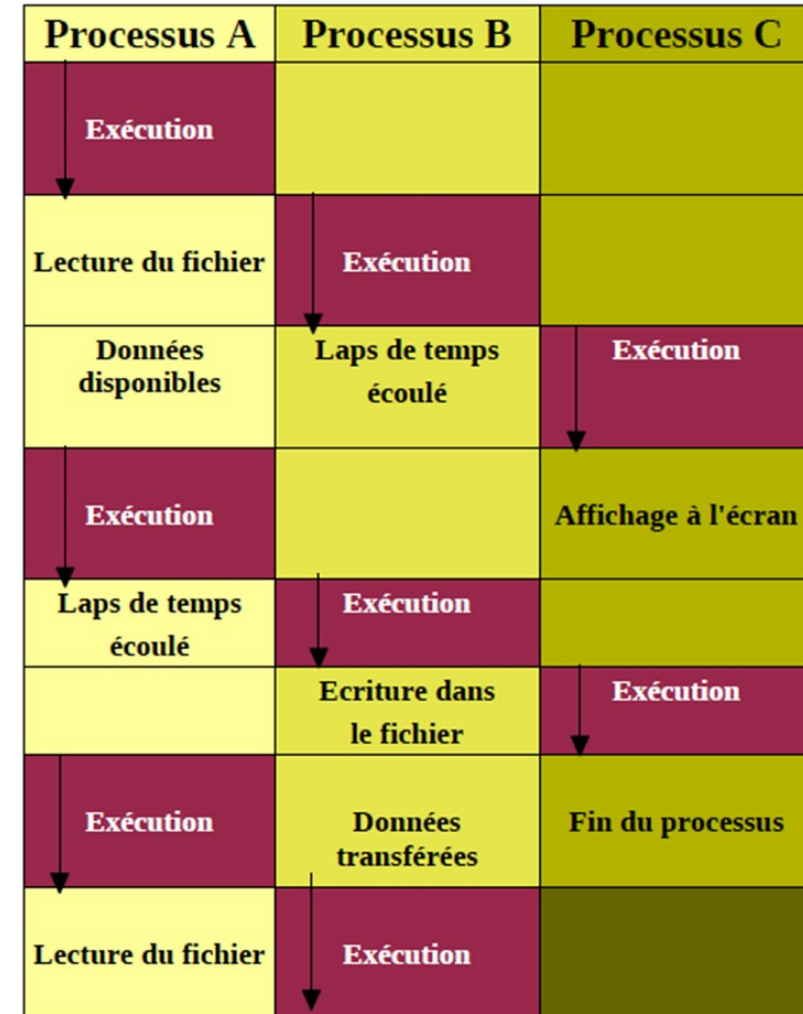 Processus A
Processus B
Processus C
Exécution
Lecture du fichier
Exécution
Données
disponibles
Laps de temps
écoulé
Exécution
Exécution
Affichage à l'écran
Laps de temps
écoulé
Exécution
Ecriture dans
le fichier
Exécution
Exécution
Données
transférées
Fin du processus
Lecture du fichier
Exécution